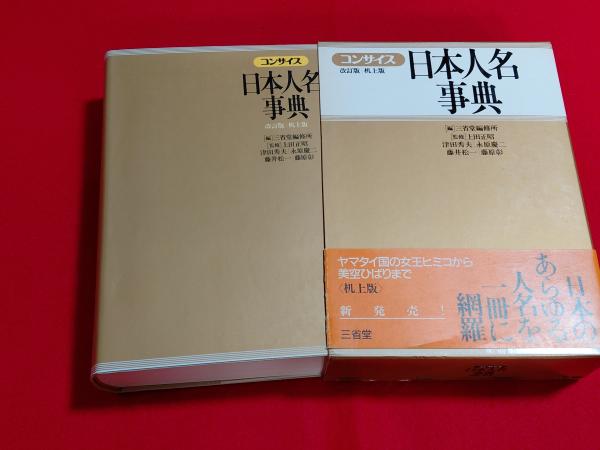 コンサイス
日本人名
事典
改訂版 机上版
[編]三省堂編修所
[監修]上田正昭
津田秀夫 永原慶二
藤井松一 藤原彰
コンサイス
改訂版 机上版
日本人名
事典
[編]三省堂編修所
[監修]上田正昭
津田秀夫 永原慶二
藤井松一 藤原彰
ヤマタイ国の女王ヒミコから
美空ひばりまで
〈机上版〉
新発売!
三省堂
日本の
あらゆる
人名を
一冊に
網羅